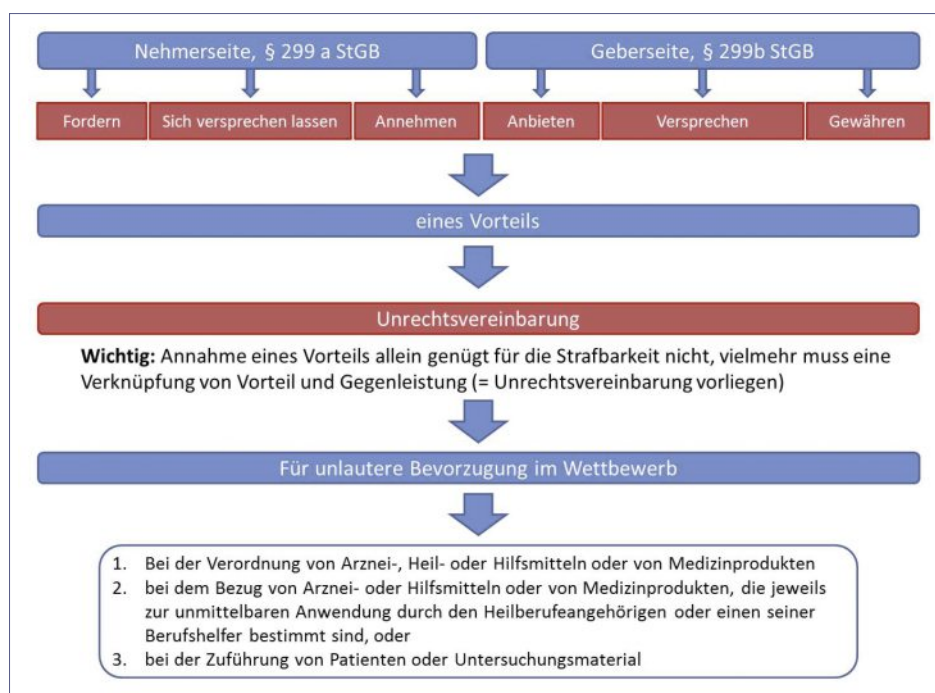 Nehmerseite, § 299 a StGB
Geberseite, § 299b StGB
Fordern
Sich versprechen lassen
Annehmen
Anbieten
Versprechen
Gewähren
eines Vorteils
Unrechtsvereinbarung
Wichtig: Annahme eines Vorteils allein genügt für die Strafbarkeit nicht, vielmehr muss eine
Verknüpfung von Vorteil und Gegenleistung (= Unrechtsvereinbarung vorliegen)
Für unlautere Bevorzugung im Wettbewerb
1. Bei der Verordnung von Arznei-, Heil- oder Hilfsmitteln oder von Medizinprodukten
2. bei dem Bezug von Arznei- oder Hilfsmitteln oder von Medizinprodukten, die jeweils
zur unmittelbaren Anwendung durch den Heilberufeangehörigen oder einen seiner
Berufshelfer bestimmt sind, oder
3. bei der Zuführung von Patienten oder Untersuchungsmaterial